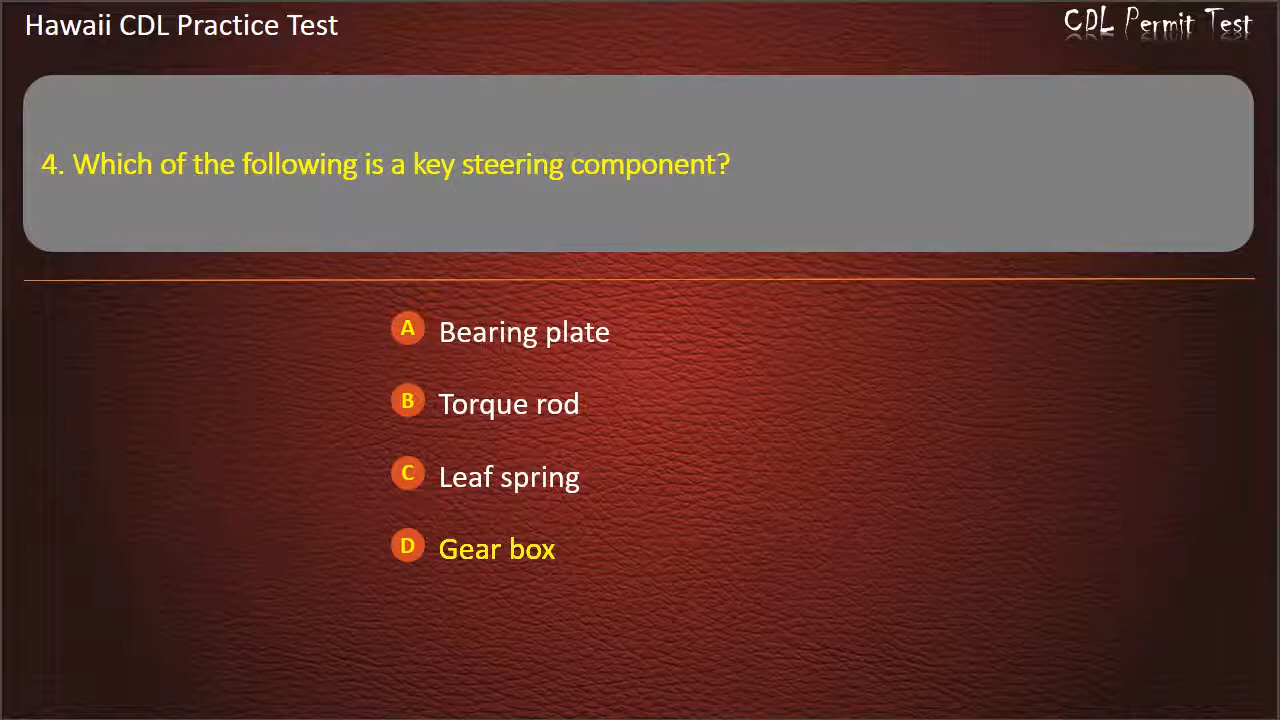 Hawaii CDL Practice Test
CDL Permit Test
4. Which of the following is a key steering component?
A Bearing plate
B Torque rod
C Leaf spring
D Gear box